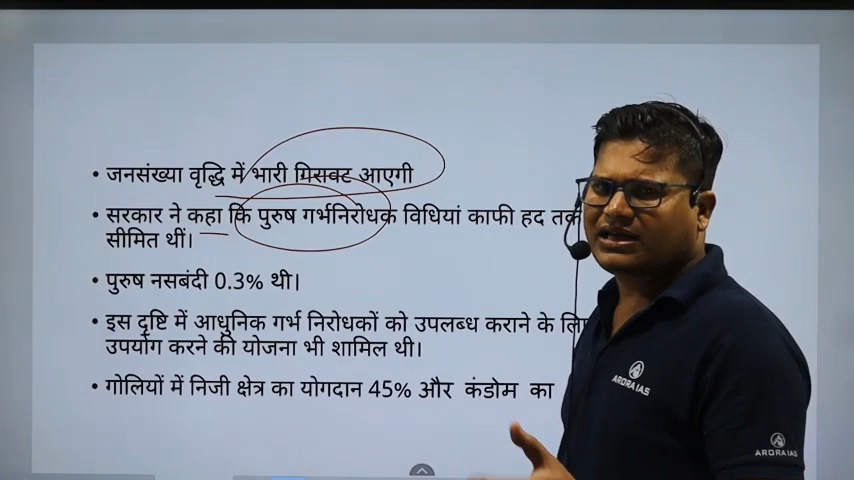 • जनसंख्या वृद्धि में भारी गिरावट आएगी
• सरकार ने कहा कि पुरुष गर्भनिरोधक विधियां काफी हद तक
सीमित थीं।
• पुरुष नसबंदी 0.3% थी।
• इस दृष्टि में आधुनिक गर्भ निरोधकों को उपलब्ध कराने के लिए
उपयोग करने की योजना भी शामिल थी।
• गोलियों में निजी क्षेत्र का योगदान 45% और कंडोम का
ARORA IAS
ARORA IAS